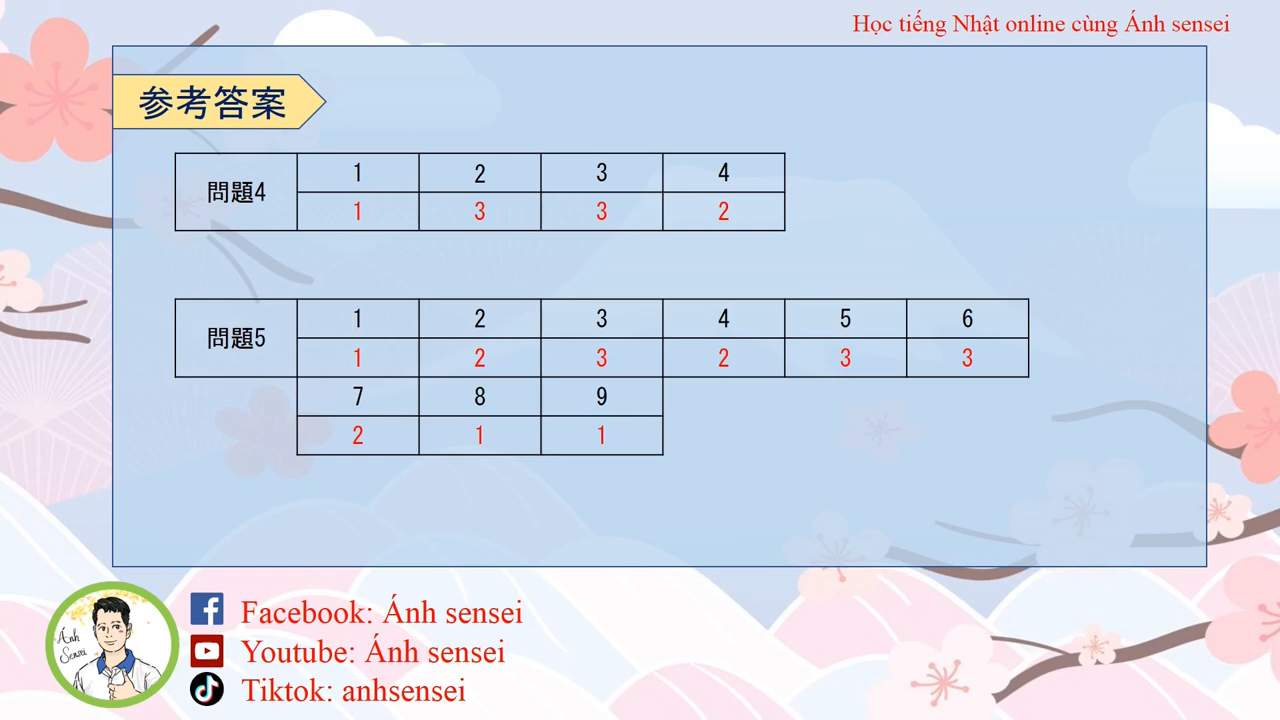 Học tiếng Nhật online cùng Ánh sensei
参考答案
問題4 1 2 3 4
1 3 3 2
問題5 1 2 3 4 5 6
1 2 3 2 3 3
7 8 9
2 1 1
Ánh
Sensei
Facebook: Ánh sensei
Youtube: Ánh sensei
Tiktok: anhsensei